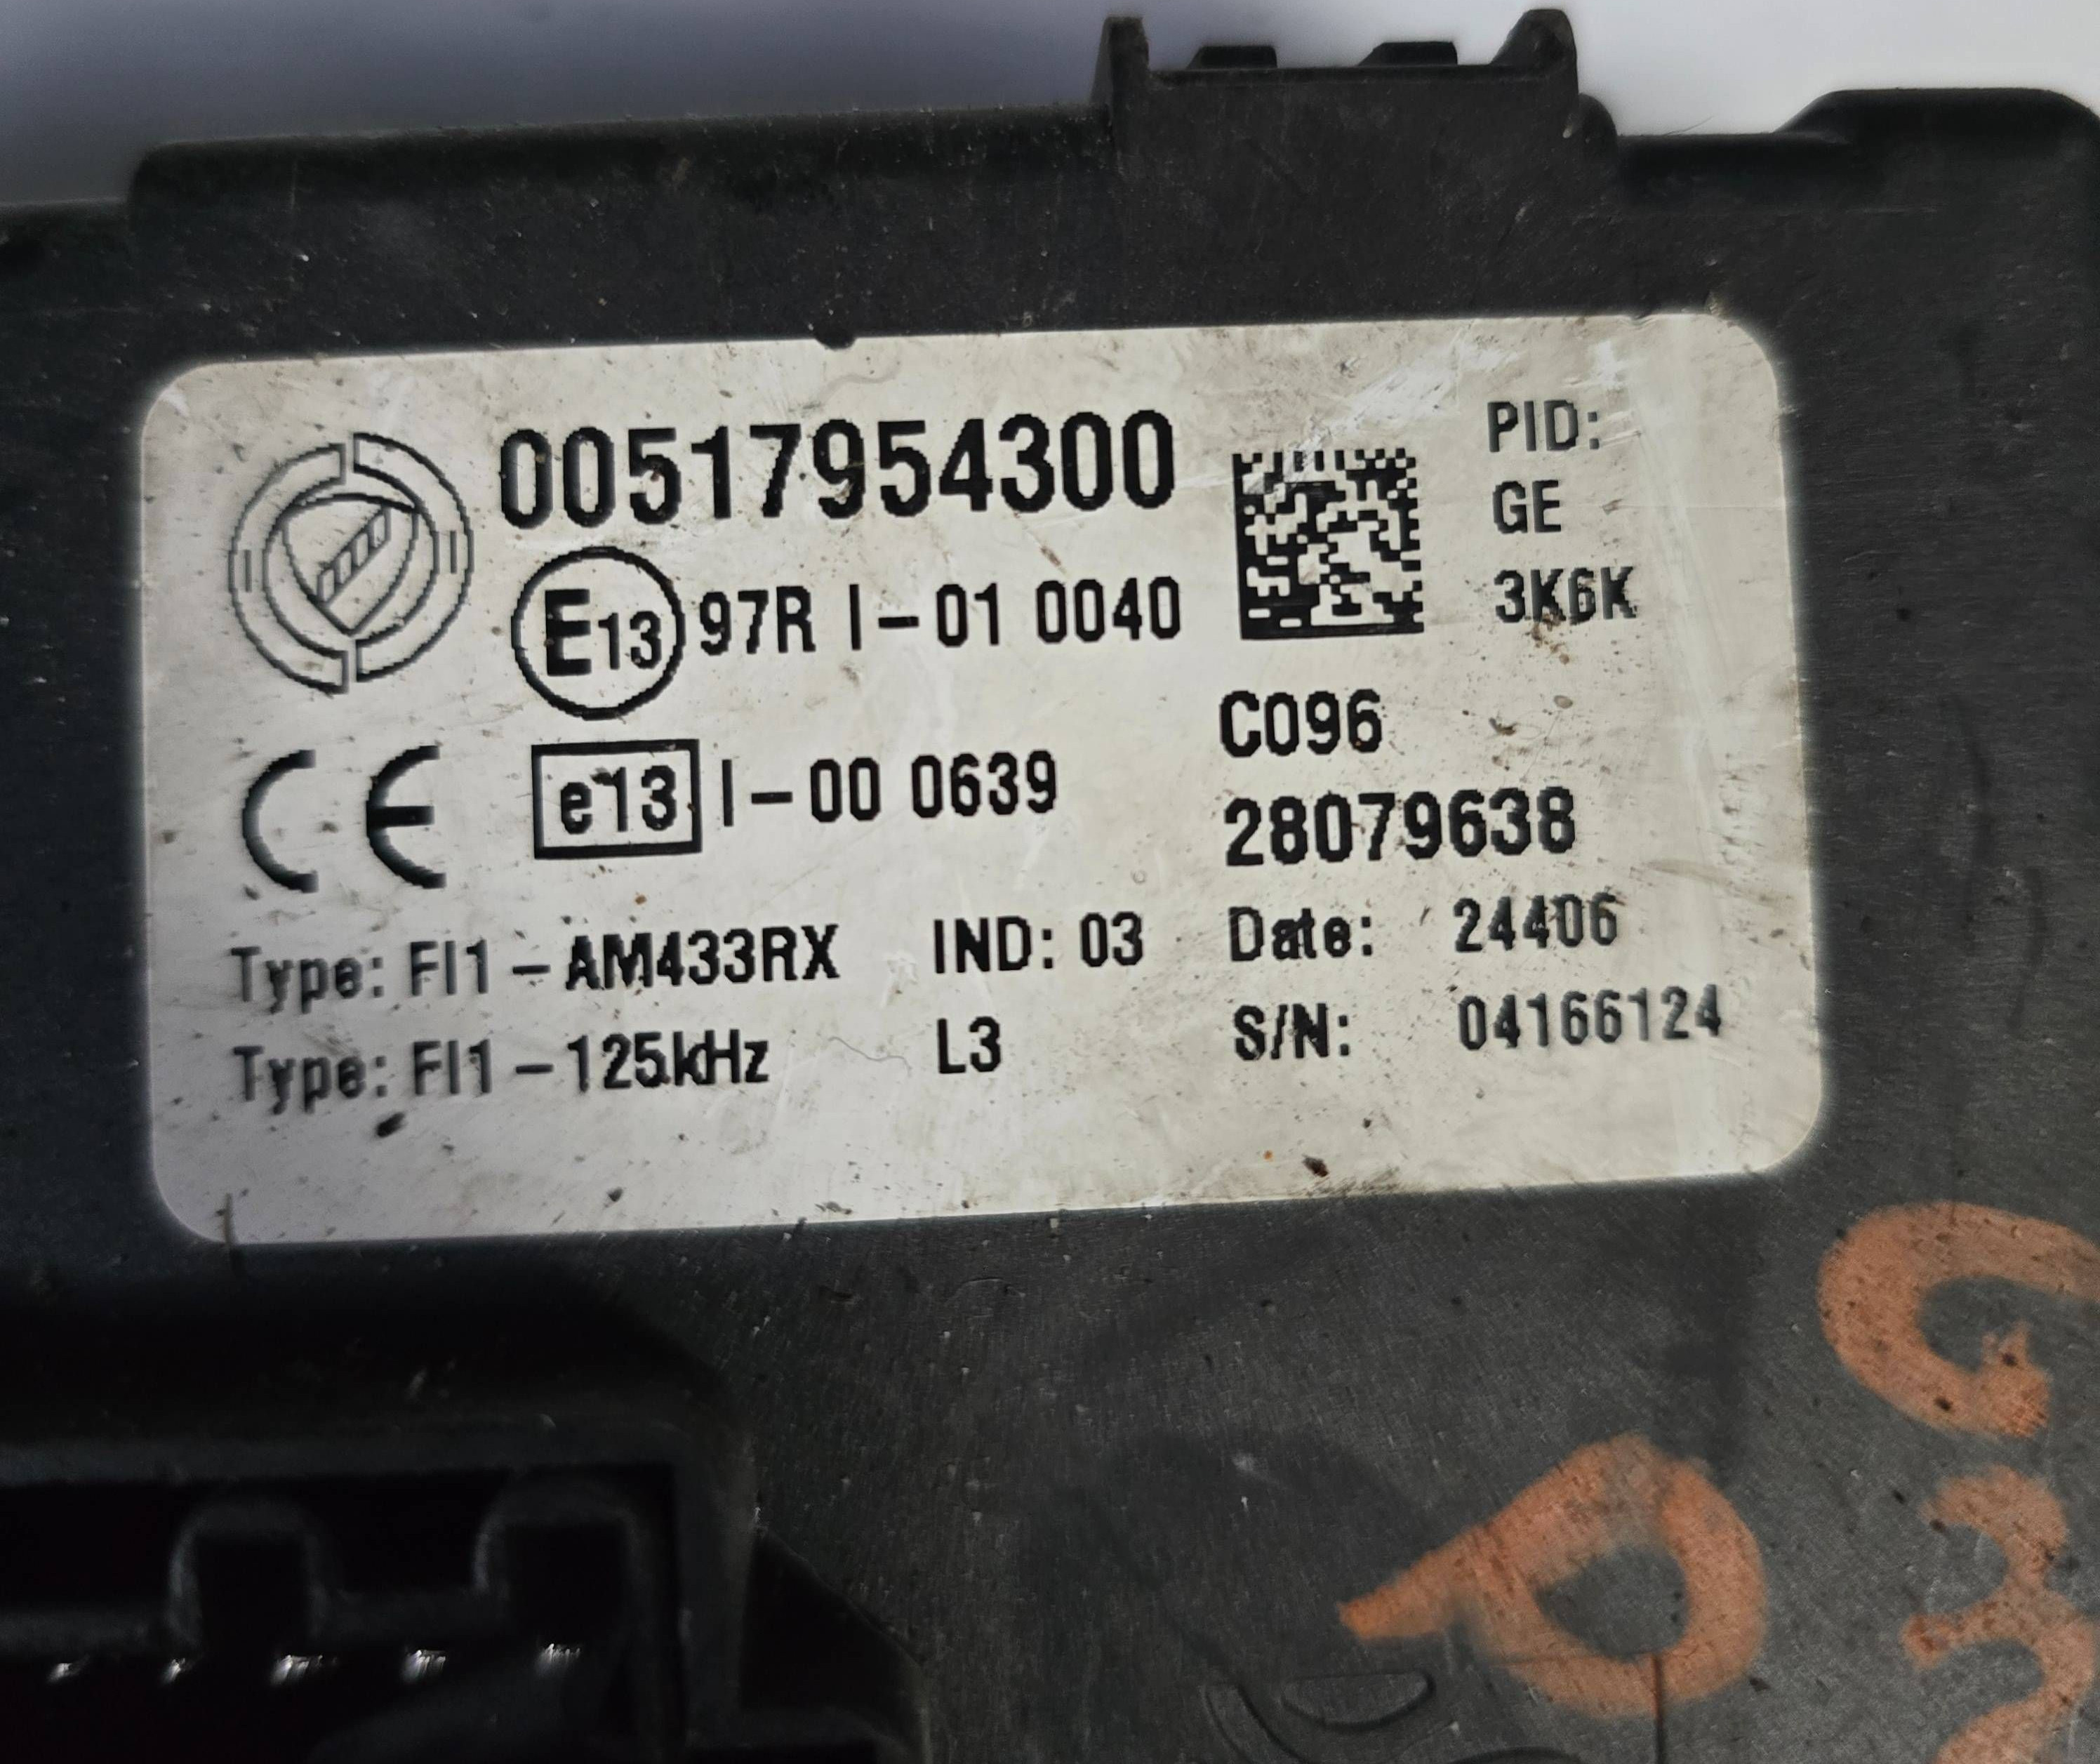 00517954300
E13 97R I-01 0040
e13 I-00 0639
CE
Type: FI1-AM433RX IND: 03
Type: FI1-125kHz L3
PID:
GE
3K6K
C096
28079638
Date: 24406
S/N: 04166124